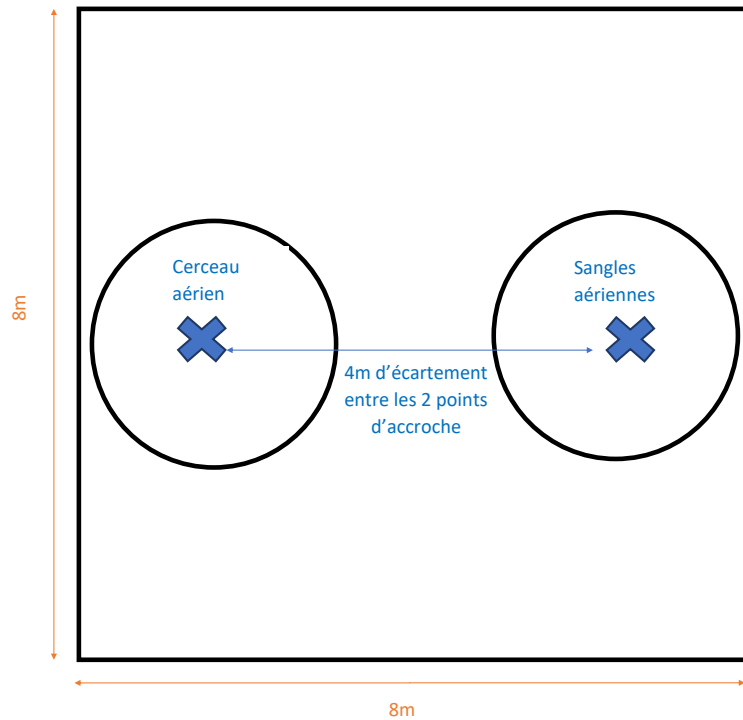 Cerceau
aérien
Sangles
aériennes
8m
4m d’écartement
entre les 2 points
d’accroche
8m